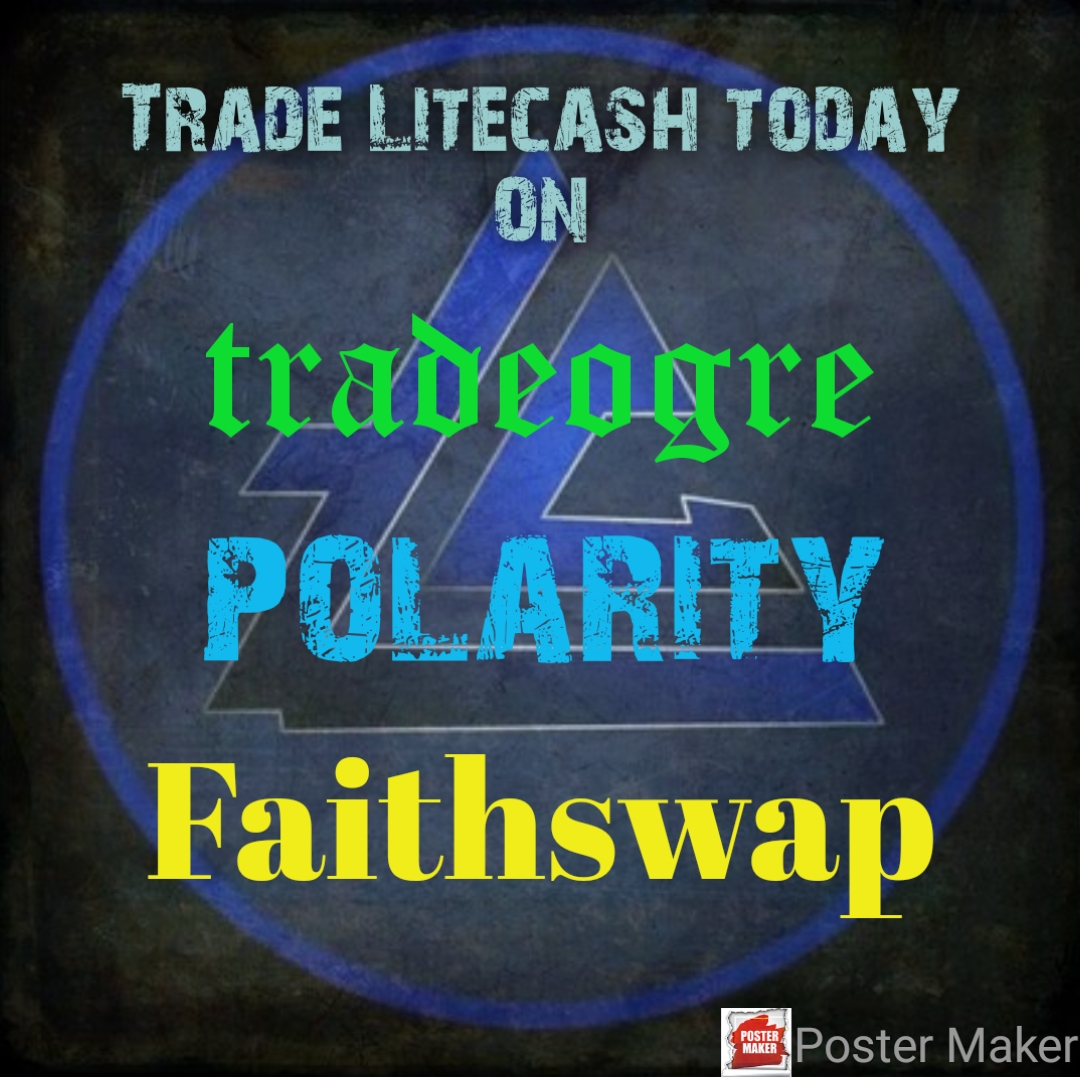 Trade Litecash today
on
tradeogre
Polarity
Faithswap
POSTER
MAKER
Poster Maker